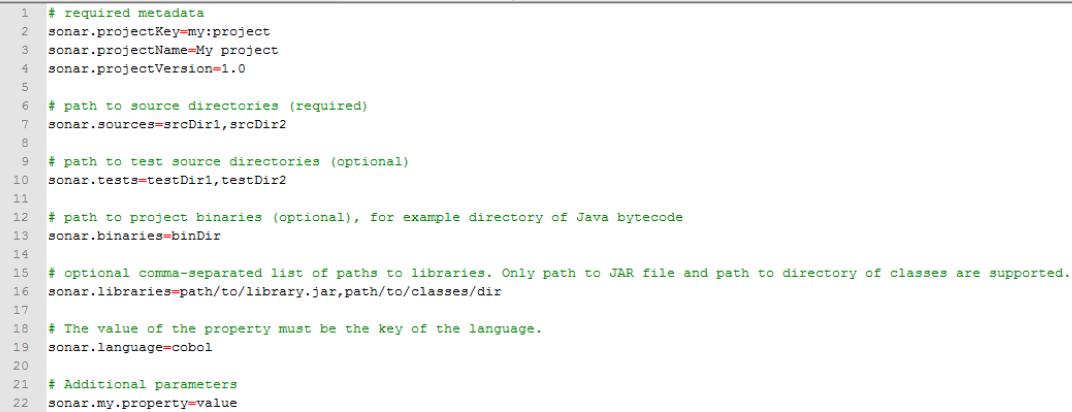 1 # required metadata
2 sonar.projectKey=my:project
3 sonar.projectName=My project
4 sonar.projectVersion=1.0
5
6 # path to source directories (required)
7 sonar.sources=srcDir1,srcDir2
8
9 # path to test source directories (optional)
10 sonar.tests=testDir1,testDir2
11
12 # path to project binaries (optional), for example directory of Java bytecode
13 sonar.binaries=binDir
14
15 # optional comma-separated list of paths to libraries. Only path to JAR file and path to directory of classes are supported.
16 sonar.libraries=path/to/library.jar,path/to/classes/dir
17
18 # The value of the property must be the key of the language.
19 sonar.language=cobol
20
21 # Additional parameters
22 sonar.my.property=value